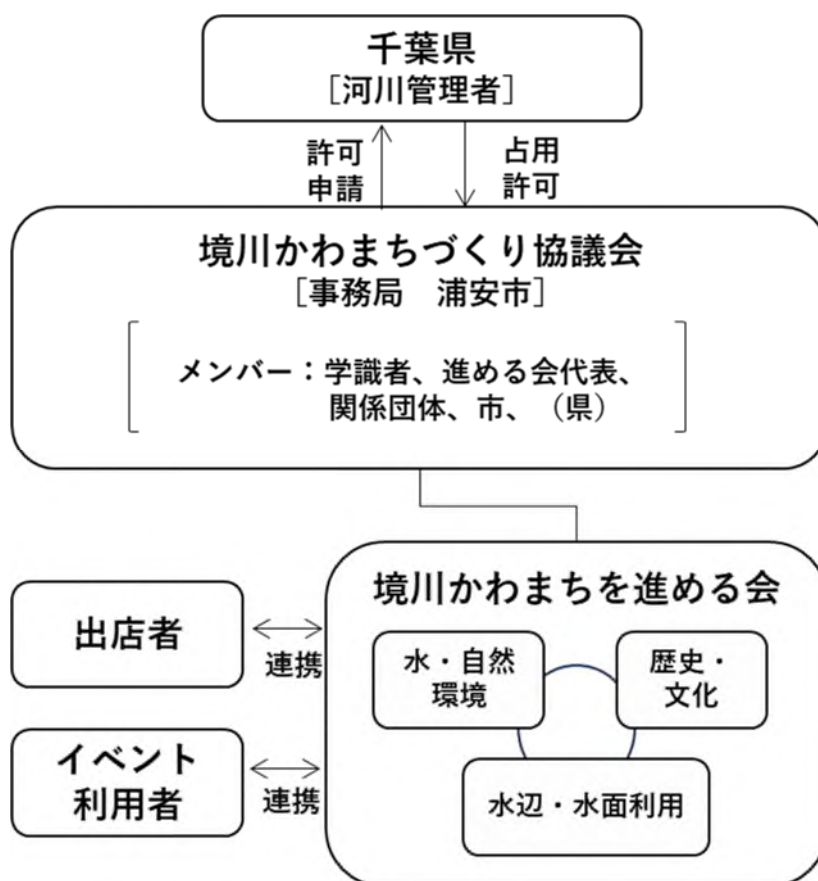 千葉県
［河川管理者］
許可
申請
占用
許可
境川かわまちづくり協議会
［事務局　浦安市］
メンバー：学識者、進める会代表、
関係団体、市、（県）
境川かわまちを進める会
出店者
連携
水・自然
環境
歴史・
文化
イベント
利用者
連携
水辺・水面利用